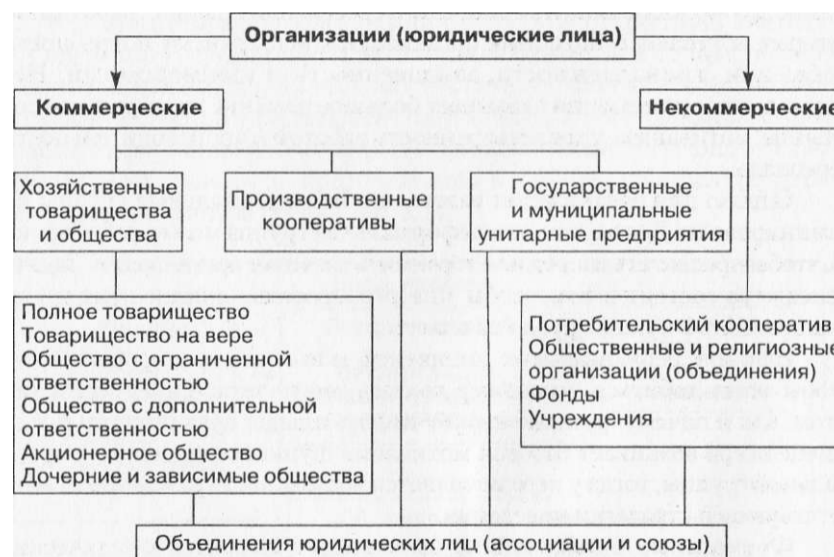 Организации (юридические лица)
Коммерческие
Некоммерческие
Хозяйственные
товарищества
и общества
Производственные
кооперативы
Государственные
и муниципальные
унитарные предприятия
Полное товарищество
Товарищество на вере
Общество с ограниченной
ответственностью
Общество с дополнительной
ответственностью
Акционерное общество
Дочерние и зависимые общества
Потребительский кооператив
Общественные и религиозные
организации (объединения)
Фонды
Учреждения
Объединения юридических лиц (ассоциации и союзы)